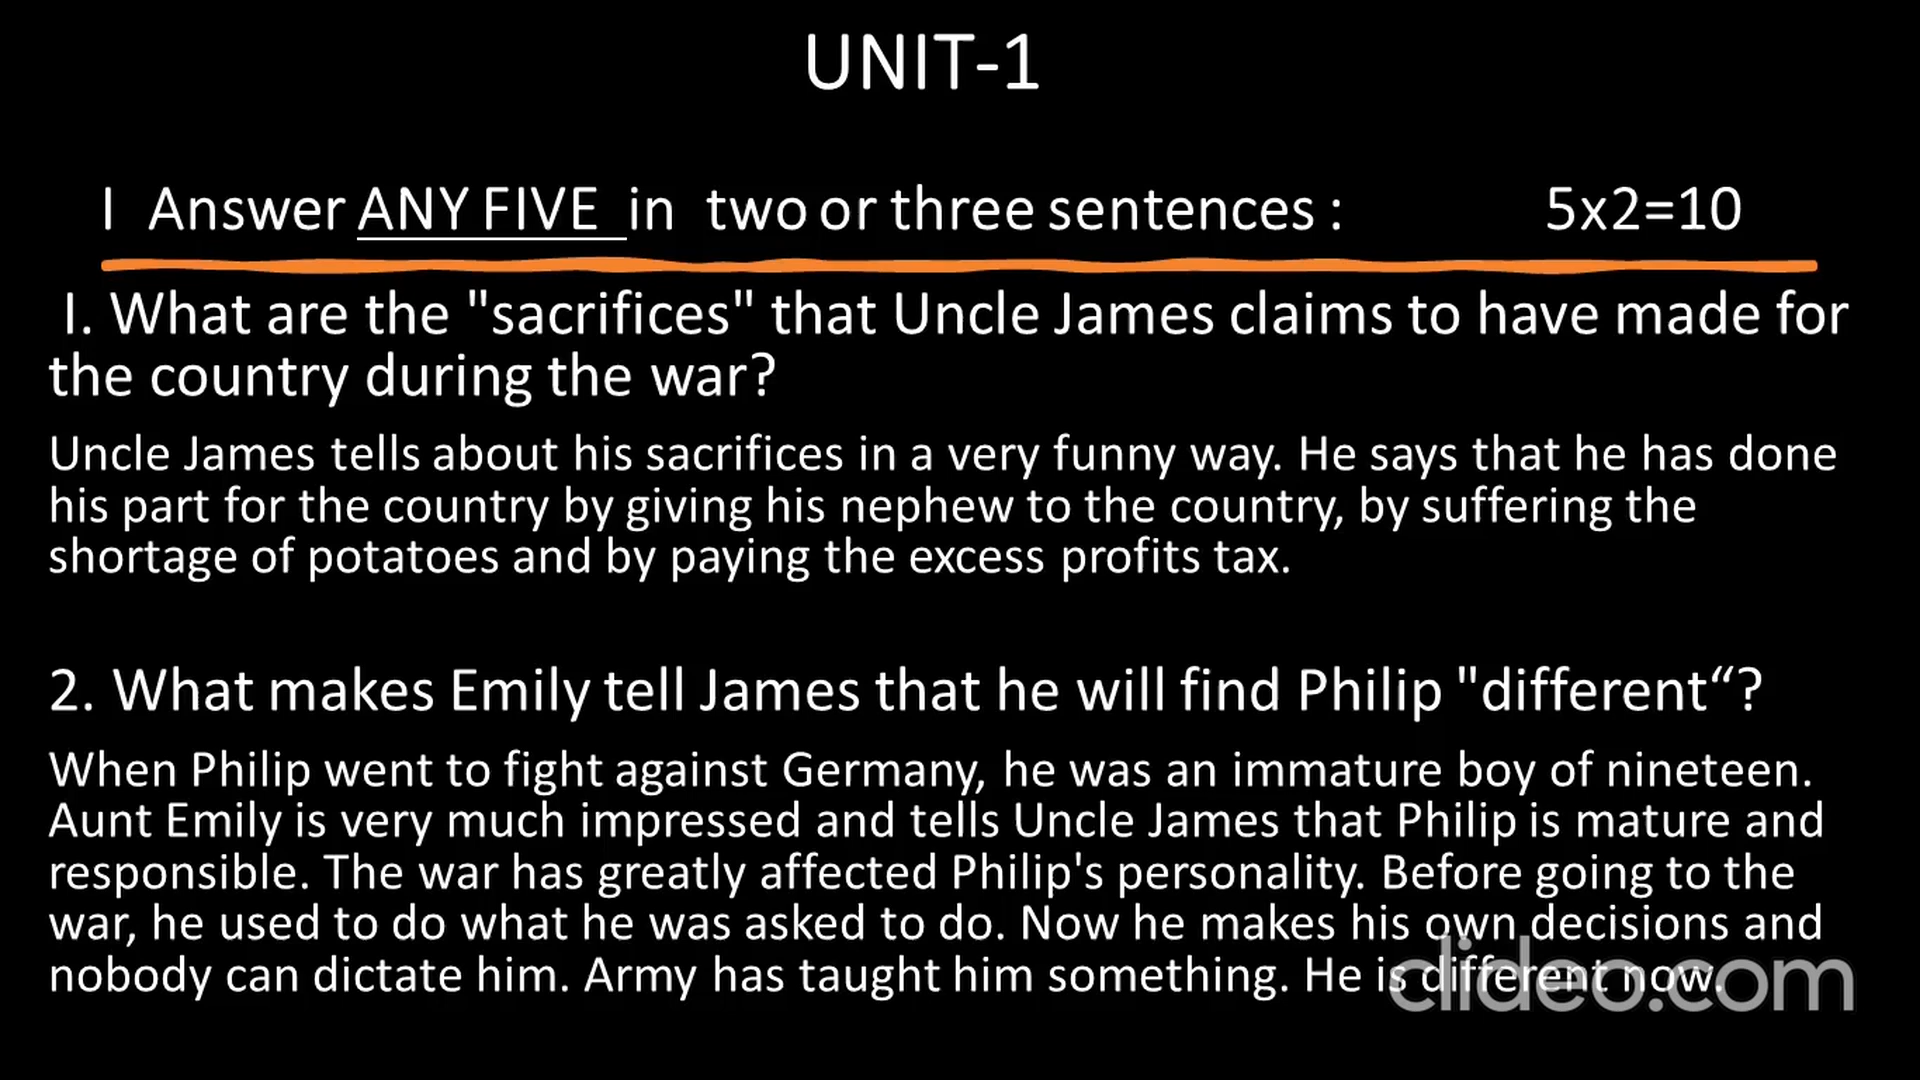 UNIT-1
I Answer ANY FIVE in two or three sentences : 5x2=10
I. What are the "sacrifices" that Uncle James claims to have made for
the country during the war?
Uncle James tells about his sacrifices in a very funny way. He says that he has done
his part for the country by giving his nephew to the country, by suffering the
shortage of potatoes and by paying the excess profits tax.
2. What makes Emily tell James that he will find Philip "different“?
When Philip went to fight against Germany, he was an immature boy of nineteen.
Aunt Emily is very much impressed and tells Uncle James that Philip is mature and
responsible. The war has greatly affected Philip's personality. Before going to the
war, he used to do what he was asked to do. Now he makes his own decisions and
nobody can dictate him. Army has taught him something. He is different now.
clideo.com